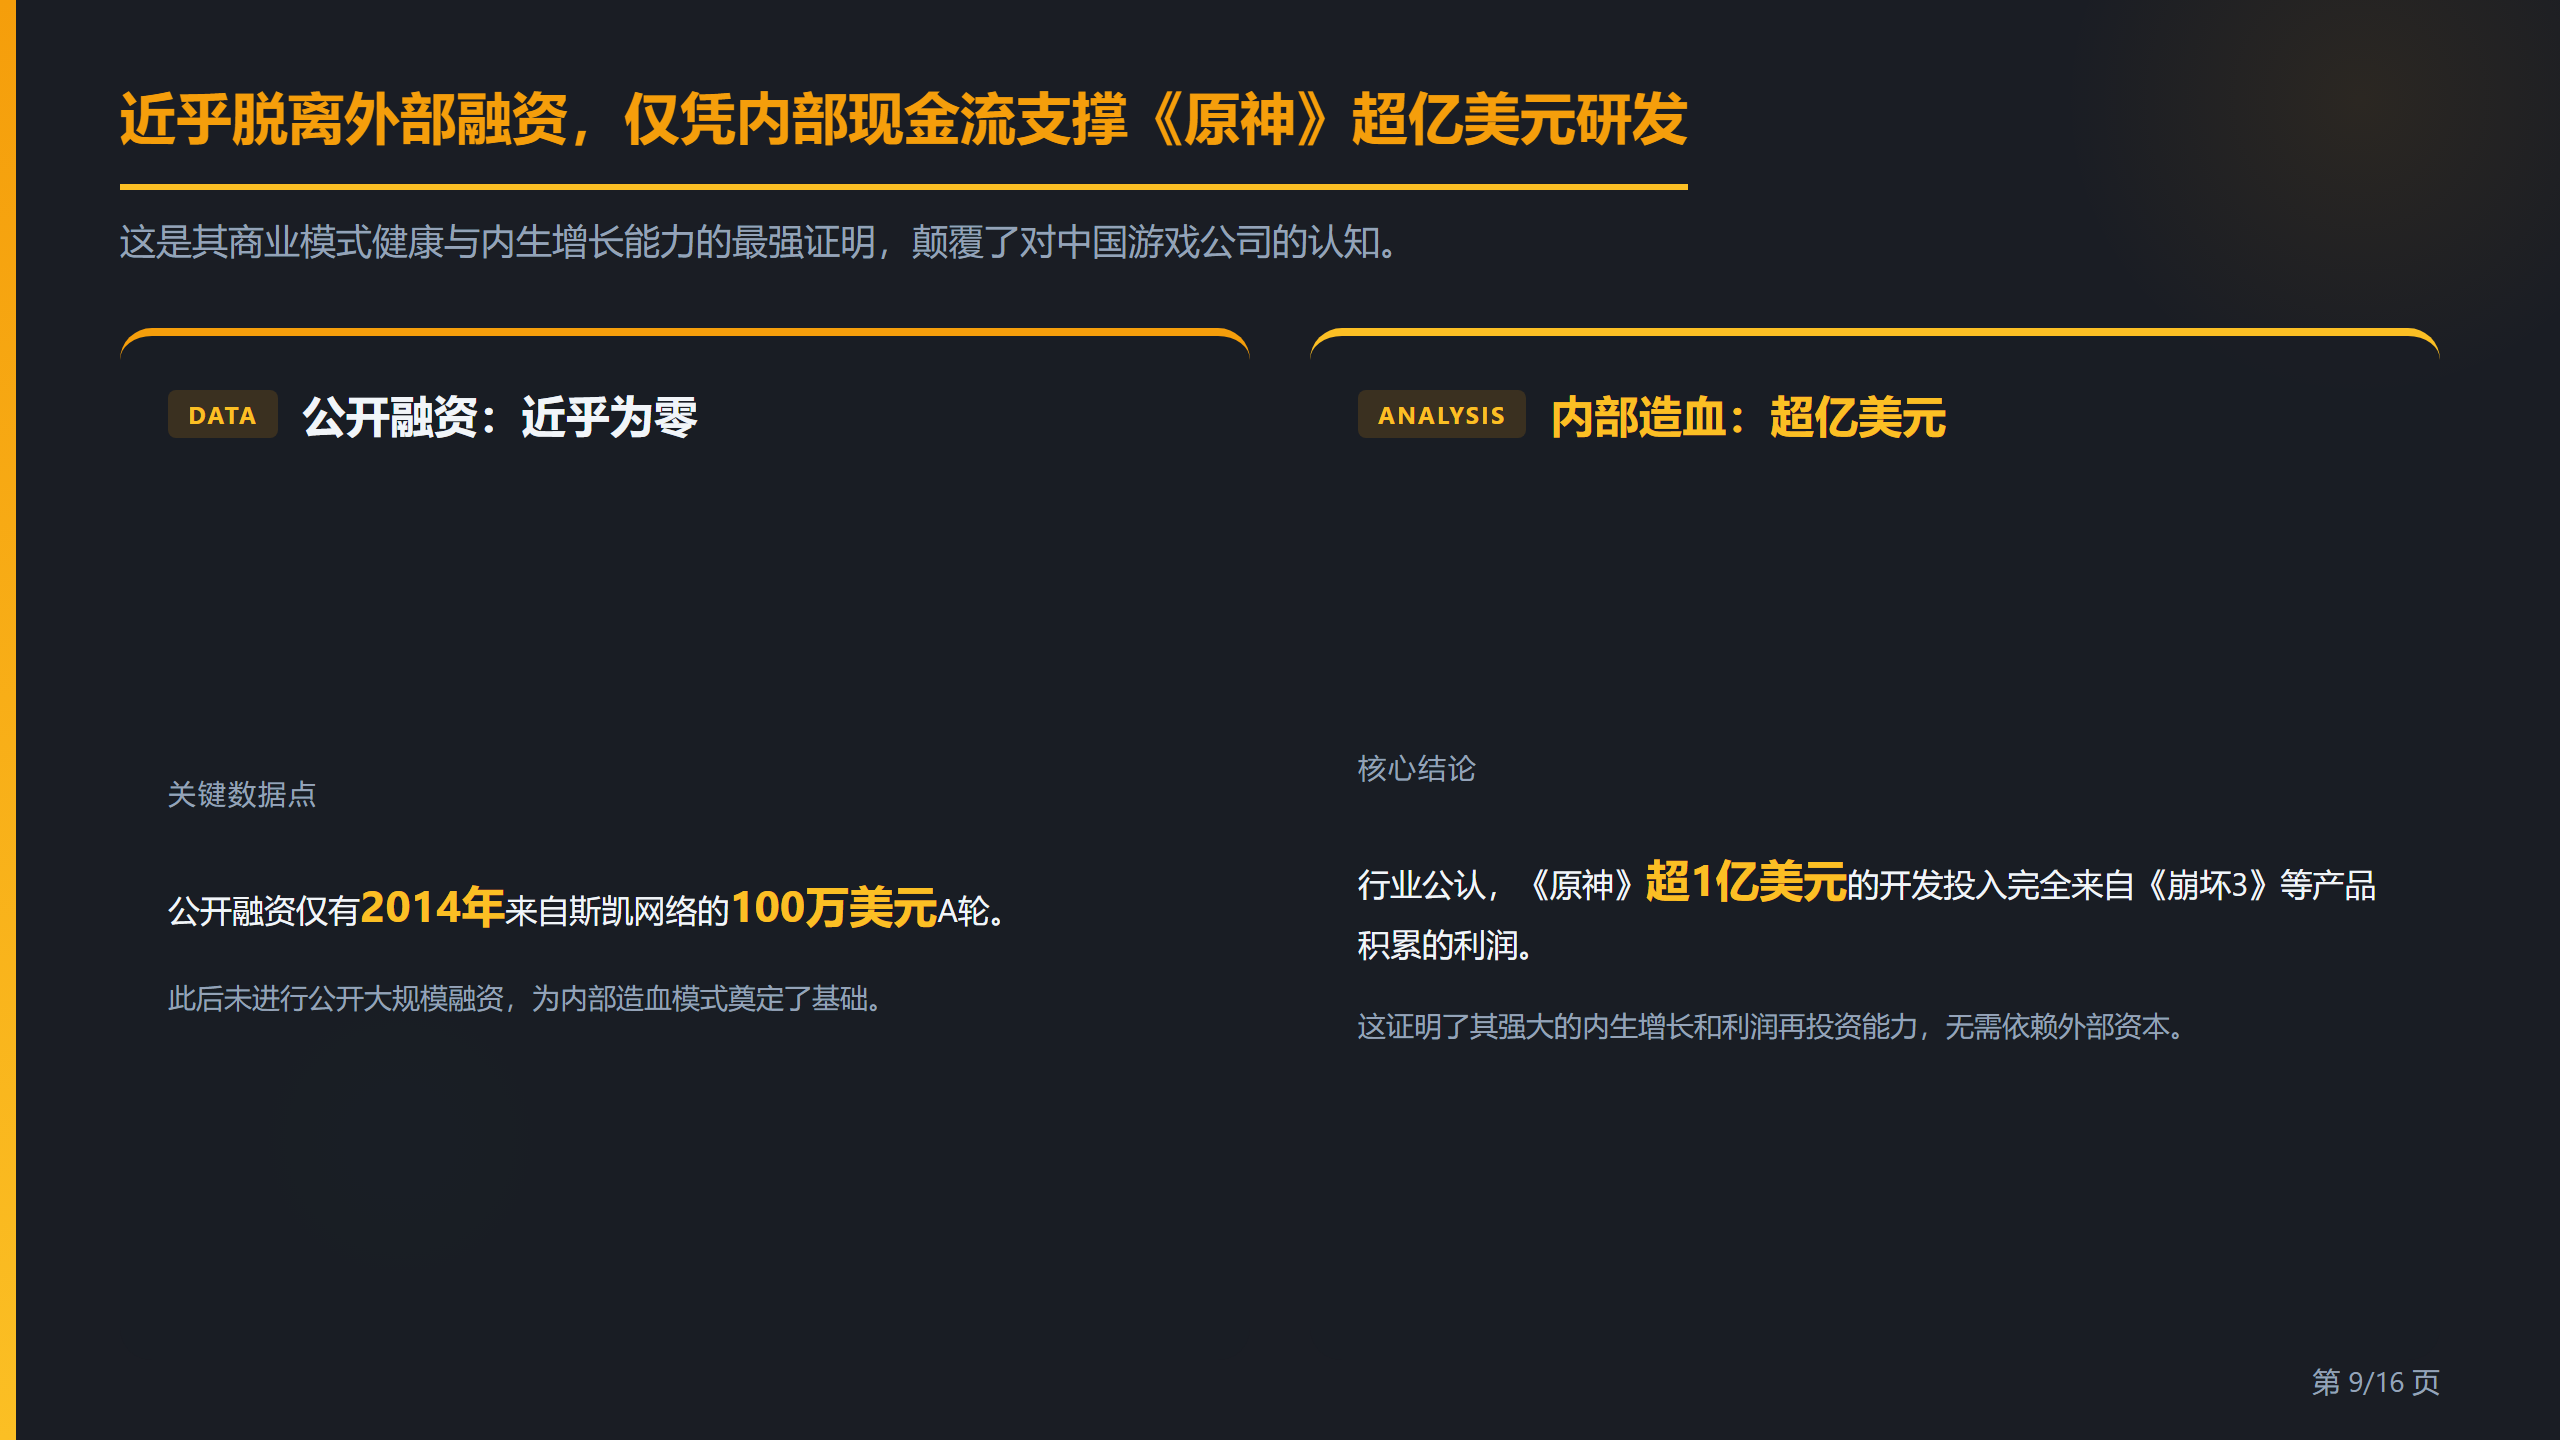 近乎脱离外部融资，仅凭内部现金流支撑《原神》超亿美元研发
这是其商业模式健康与内生增长能力的最强证明，颠覆了对中国游戏公司的认知。
DATA
公开融资：近乎为零
关键数据点
公开融资仅有2014年来自斯凯网络的100万美元A轮。
此后未进行公开大规模融资，为内部造血模式奠定了基础。
ANALYSIS
内部造血：超亿美元
核心结论
行业公认，《原神》超1亿美元的开发投入完全来自《崩坏3》等产品
积累的利润。
这证明了其强大的内生增长和利润再投资能力，无需依赖外部资本。
第 9/16 页